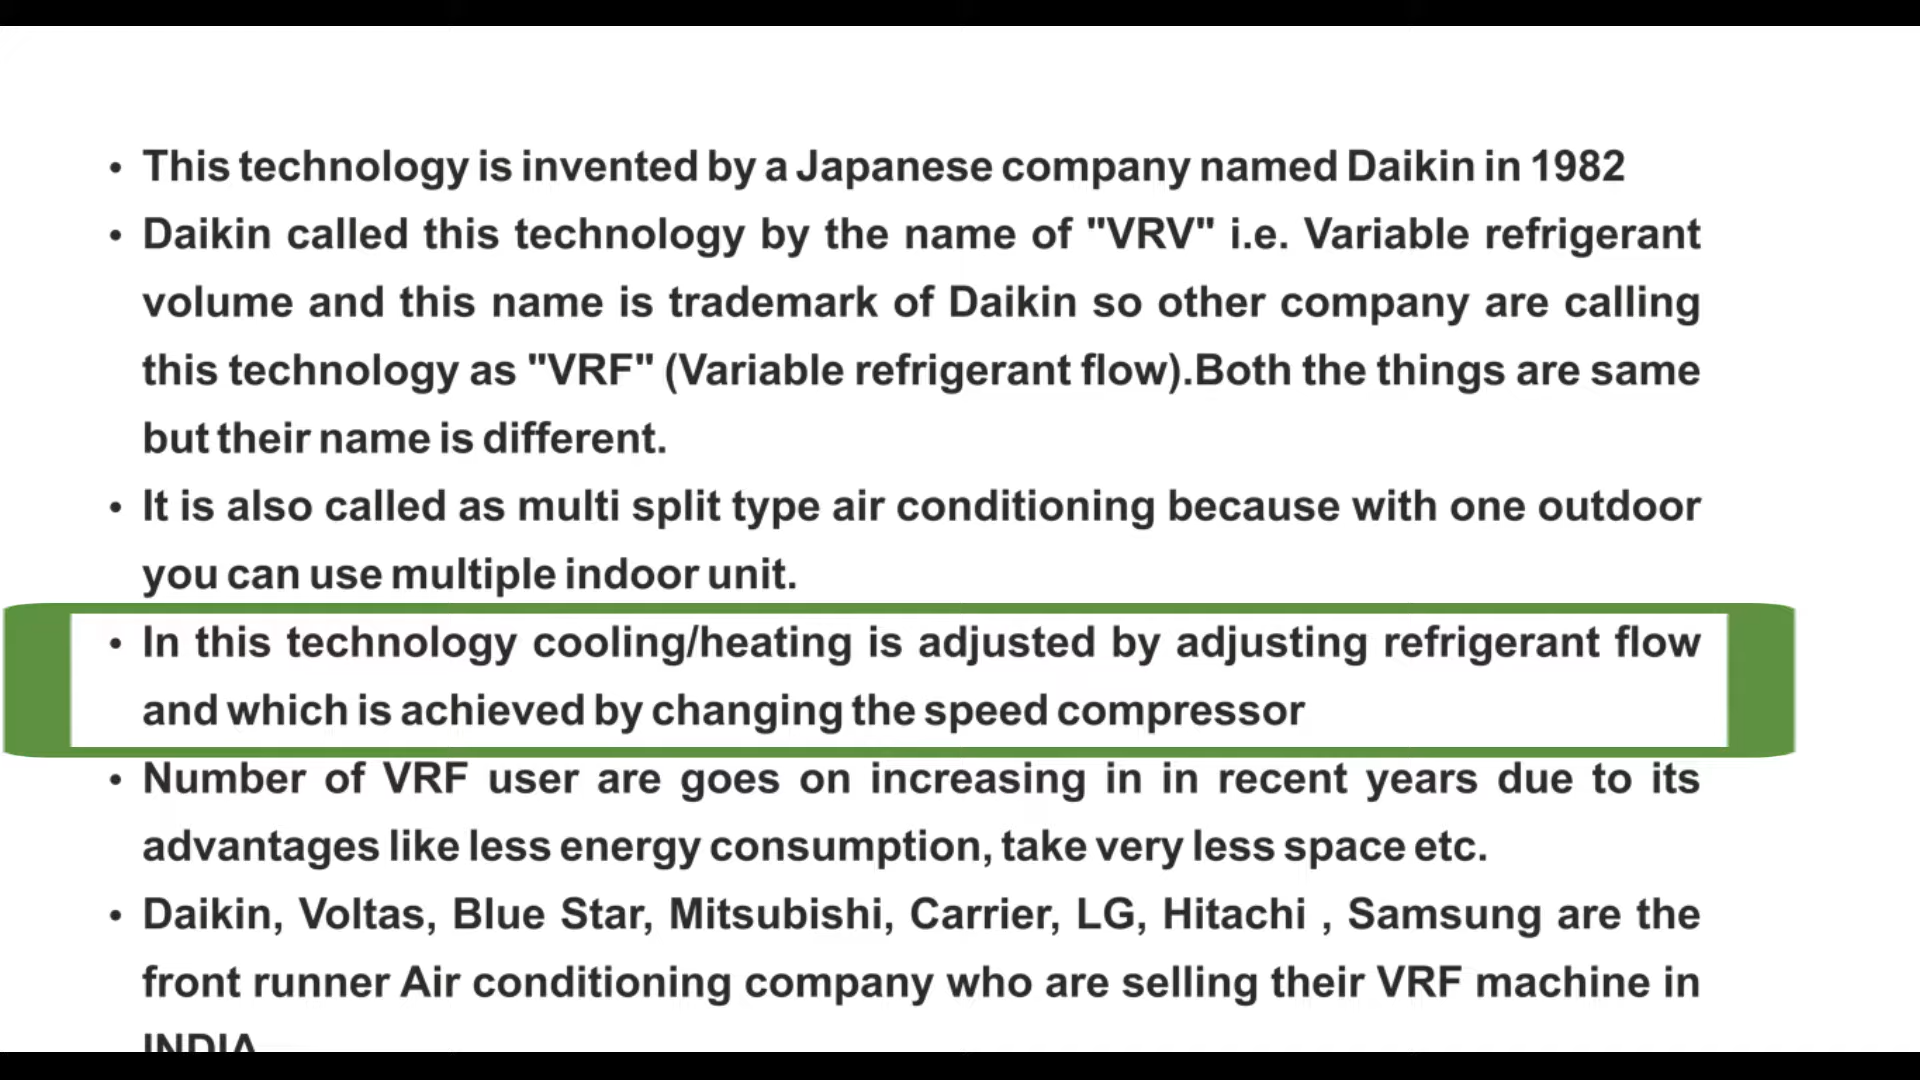 • This technology is invented by a Japanese company named Daikin in 1982
• Daikin called this technology by the name of "VRV" i.e. Variable refrigerant
volume and this name is trademark of Daikin so other company are calling
this technology as "VRF" (Variable refrigerant flow).Both the things are same
but their name is different.
• It is also called as multi split type air conditioning because with one outdoor
you can use multiple indoor unit.
• In this technology cooling/heating is adjusted by adjusting refrigerant flow
and which is achieved by changing the speed compressor
• Number of VRF user are goes on increasing in in recent years due to its
advantages like less energy consumption, take very less space etc.
• Daikin, Voltas, Blue Star, Mitsubishi, Carrier, LG, Hitachi , Samsung are the
front runner Air conditioning company who are selling their VRF machine in
INDIA